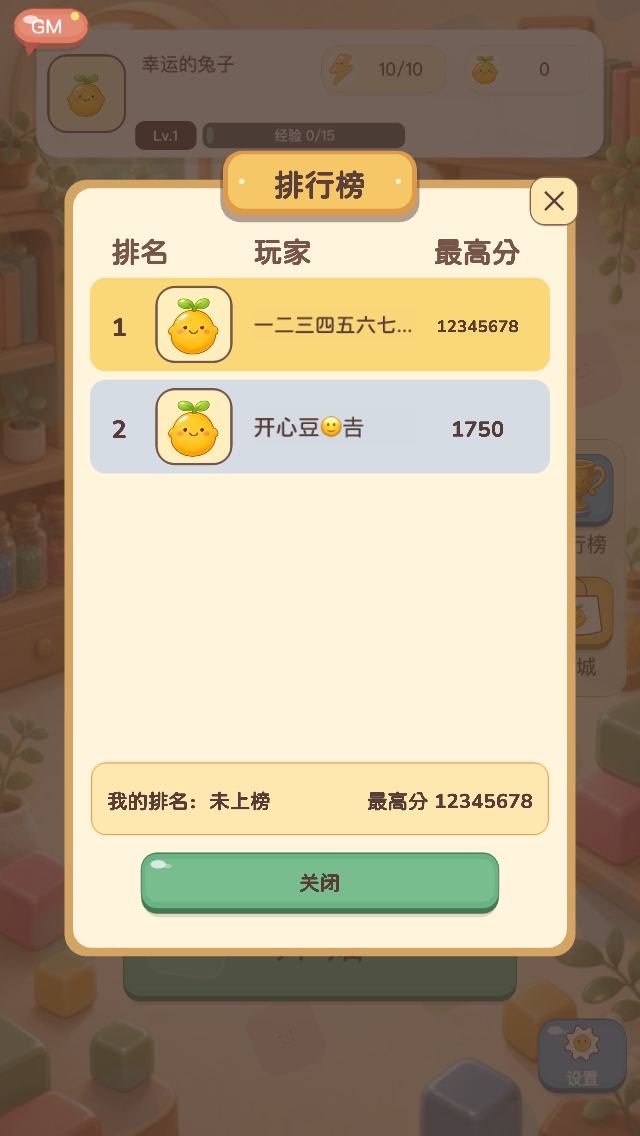 GM
幸运的兔子
10/10
0
Lv.1
经验 0/15
排行榜
排名 玩家 最高分
1 一二三四五六七... 12345678
2 开心豆🙂吉 1750
行榜
城
我的排名：未上榜 最高分 12345678
关闭
设置